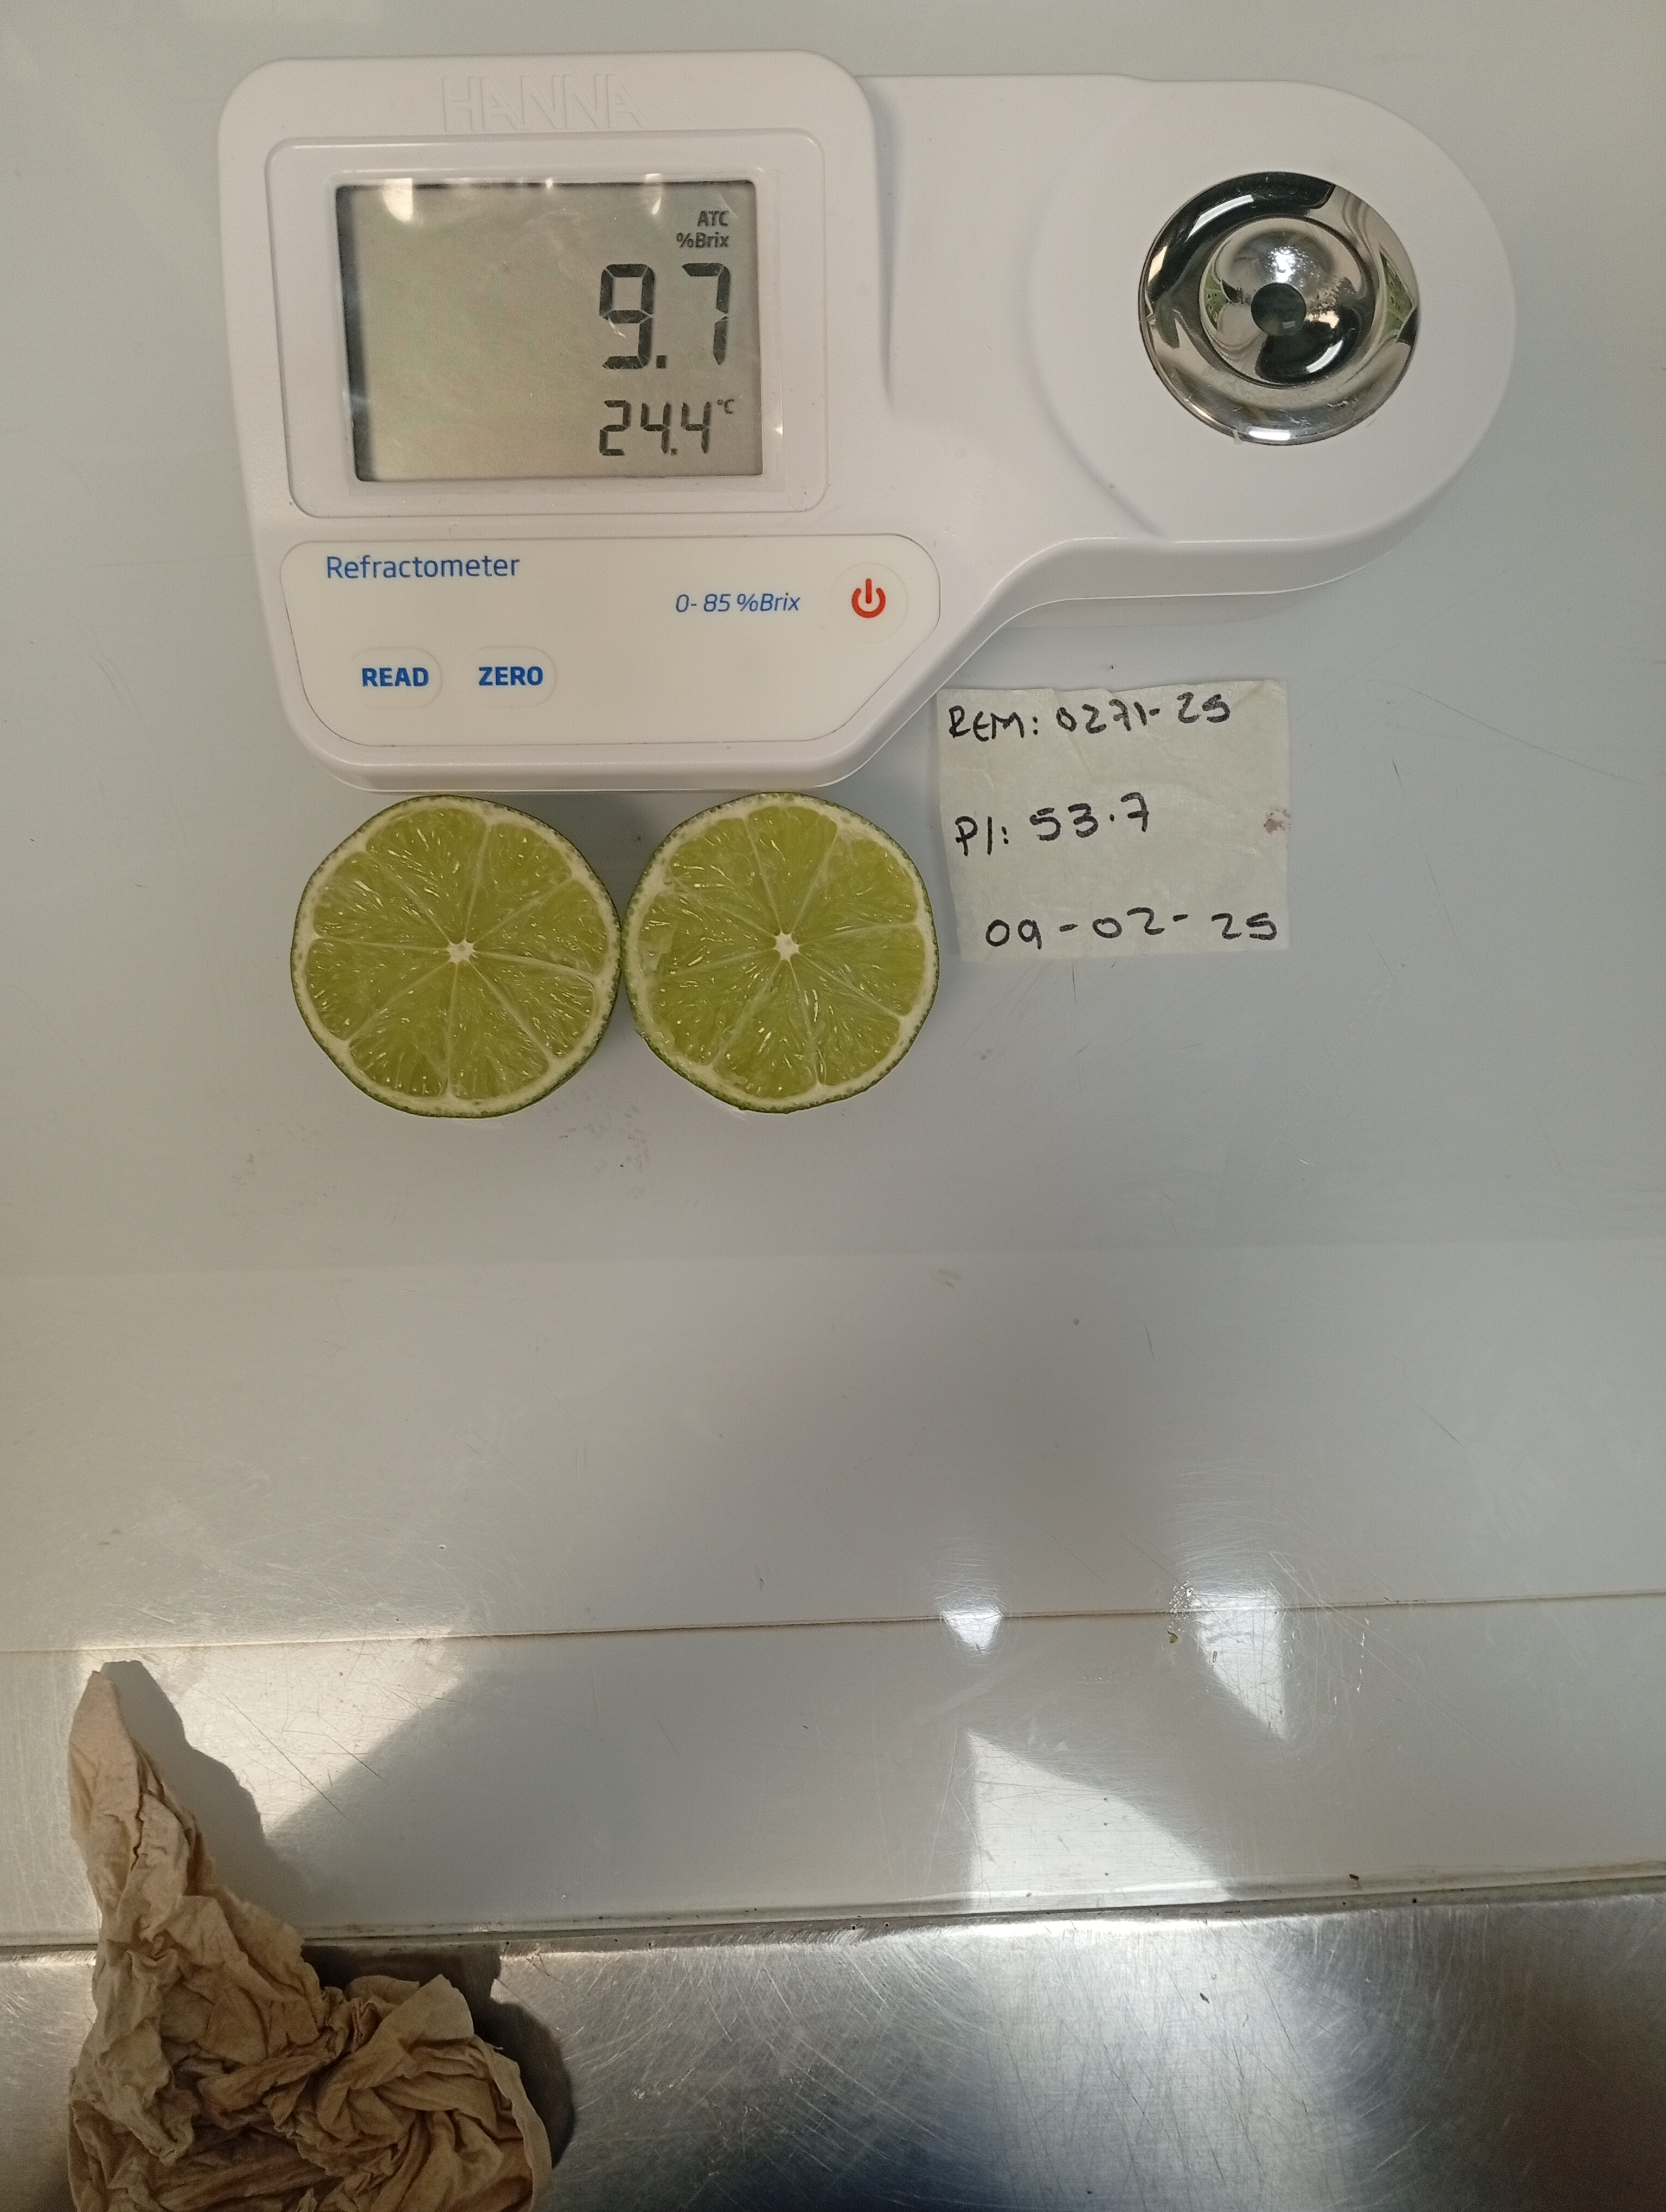 HANNA
ATC
%Brix
9.7
24.4°C
Refractometer
0-85 %Brix
READ ZERO
REM: 0271-25
P/: 53.7
09-02-25